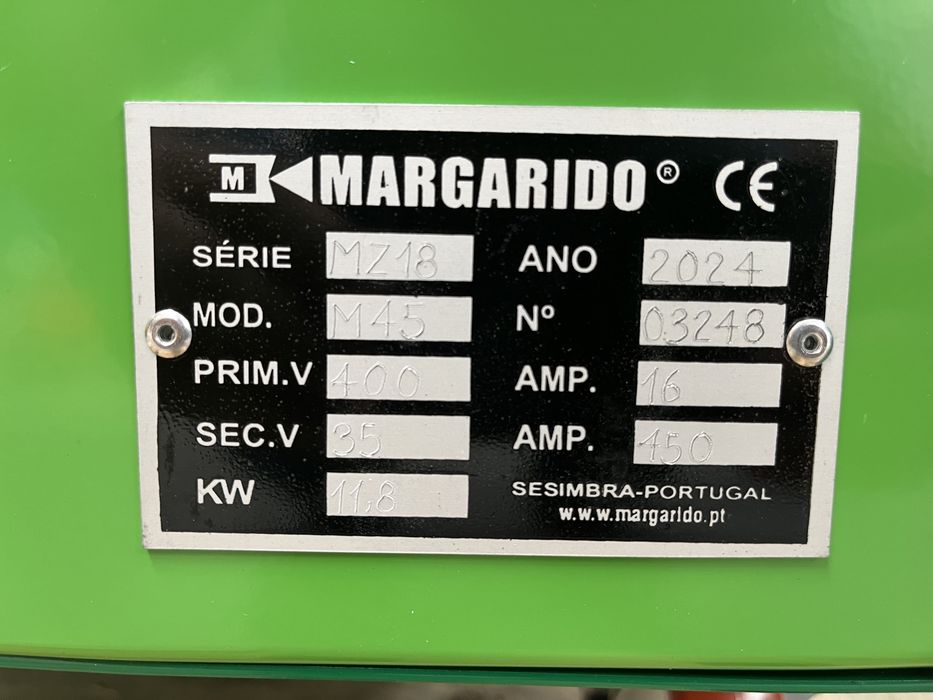 M MARGARIDO® CE
SÉRIE MZ18 ANO 2024
MOD. M45 Nº 03248
PRIM.V 400 AMP. 16
SEC.V 35 AMP. 150
KW 11,8 SESIMBRA-PORTUGAL
w.w.w.margarido.pt